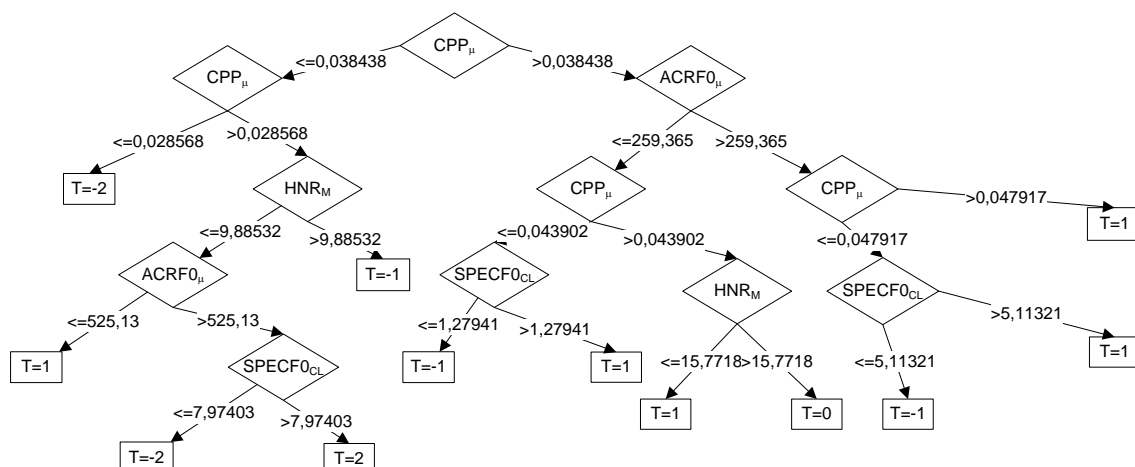 CPPμ
<=0,038438
>0,038438
CPPμ
ACRF0μ
<=0,028568
>0,028568
<=259,365
>259,365
T=-2
HNRM
CPPμ
CPPμ
>0,047917
T=1
<=9,88532
>9,88532
<=0,043902
>0,043902
<=0,047917
ACRF0μ
T=-1
SPECF0CL
HNRM
SPECF0CL
<=525,13
>525,13
<=1,27941
>1,27941
>5,11321
T=1
SPECF0CL
T=-1
T=1
<=15,7718
>15,7718
<=5,11321
T=1
<=7,97403
>7,97403
T=1
T=0
T=-1
T=-2
T=2